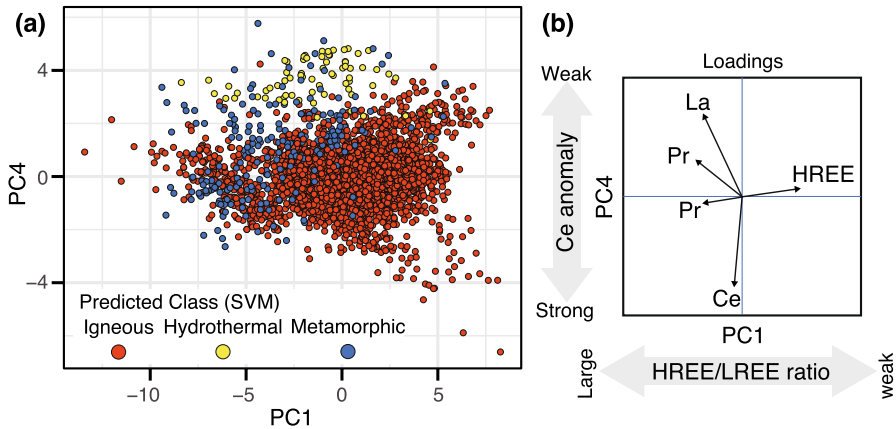 (a)
4
0
−4
PC4
Predicted Class (SVM)
Igneous Hydrothermal Metamorphic
−10 −5 0 5
PC1
(b)
Loadings
Weak
Ce anomaly
Strong
PC4
La
Pr
HREE
Pr
Ce
PC1
Large
HREE/LREE ratio
weak